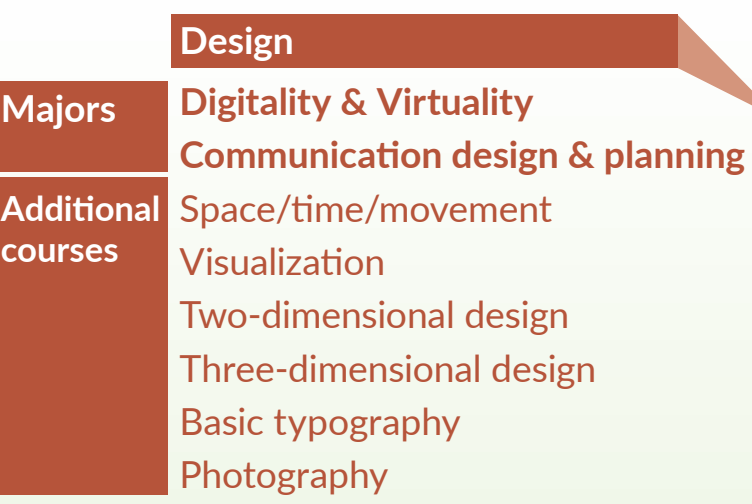 Design
Majors
Digitality & Virtuality
Communication design & planning
Additional
courses
Space/time/movement
Visualization
Two-dimensional design
Three-dimensional design
Basic typography
Photography